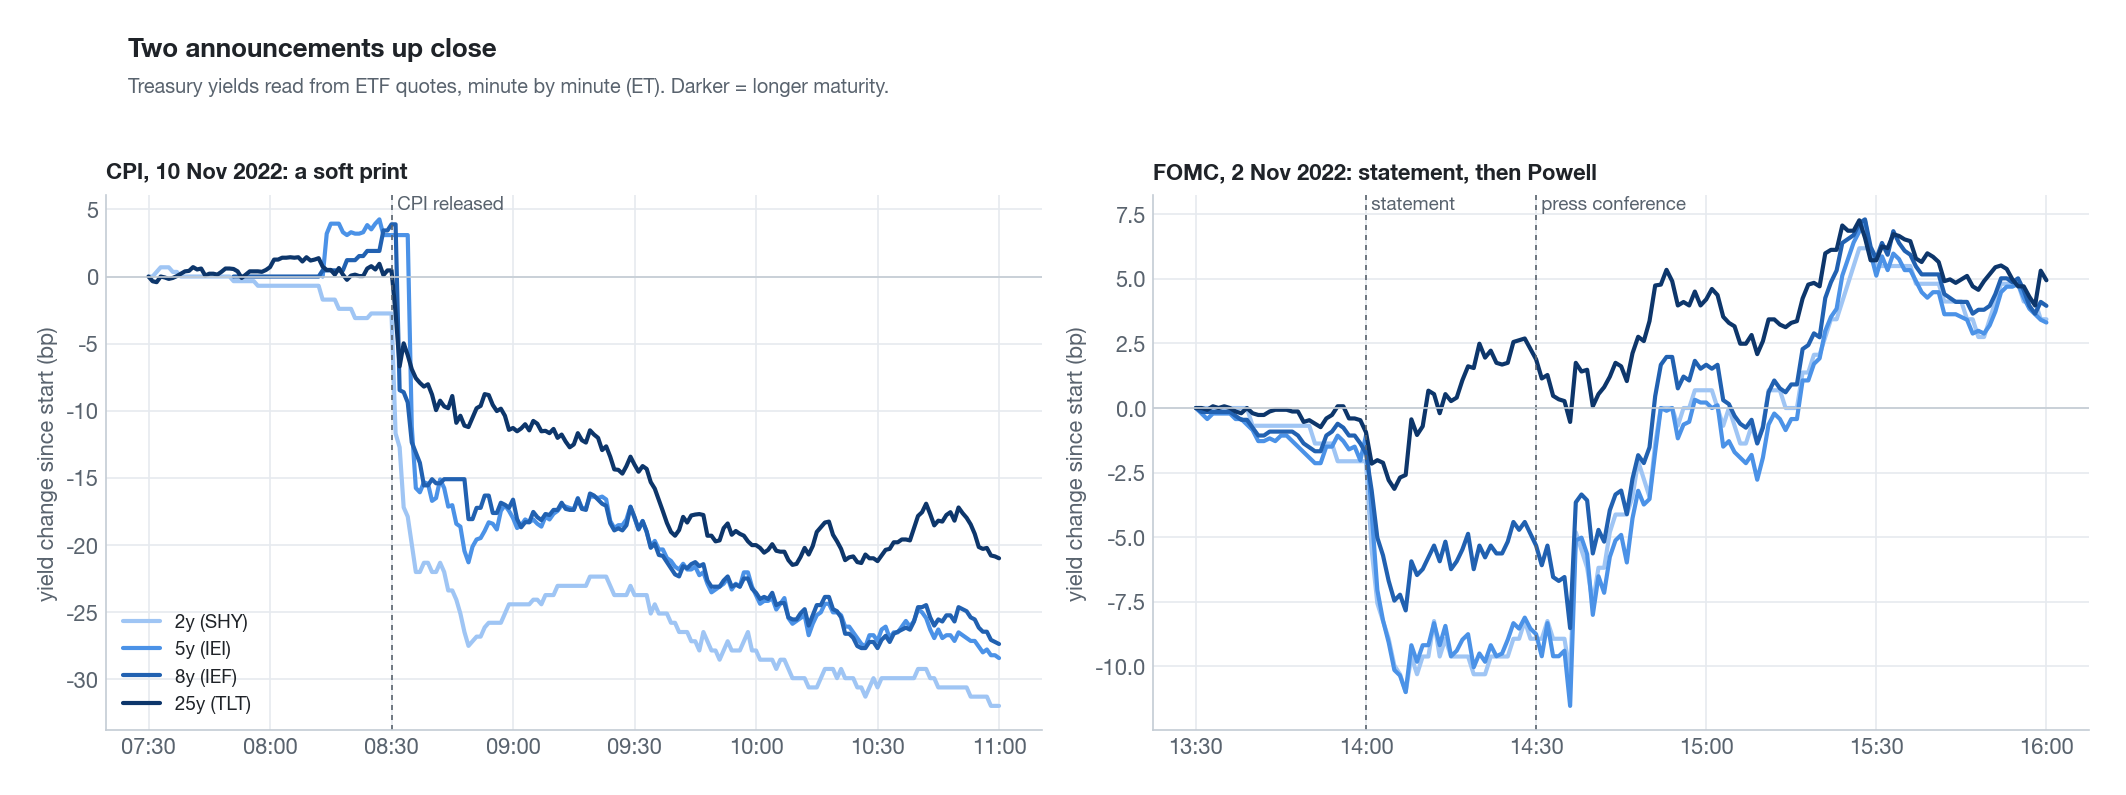 Two announcements up close
Treasury yields read from ETF quotes, minute by minute (ET). Darker = longer maturity.
CPI, 10 Nov 2022: a soft print
CPI released
yield change since start (bp)
5
0
-5
-10
-15
-20
-25
-30
2y (SHY)
5y (IEI)
8y (IEF)
25y (TLT)
07:30 08:00 08:30 09:00 09:30 10:00 10:30 11:00
FOMC, 2 Nov 2022: statement, then Powell
statement press conference
yield change since start (bp)
7.5
5.0
2.5
0.0
-2.5
-5.0
-7.5
-10.0
13:30 14:00 14:30 15:00 15:30 16:00